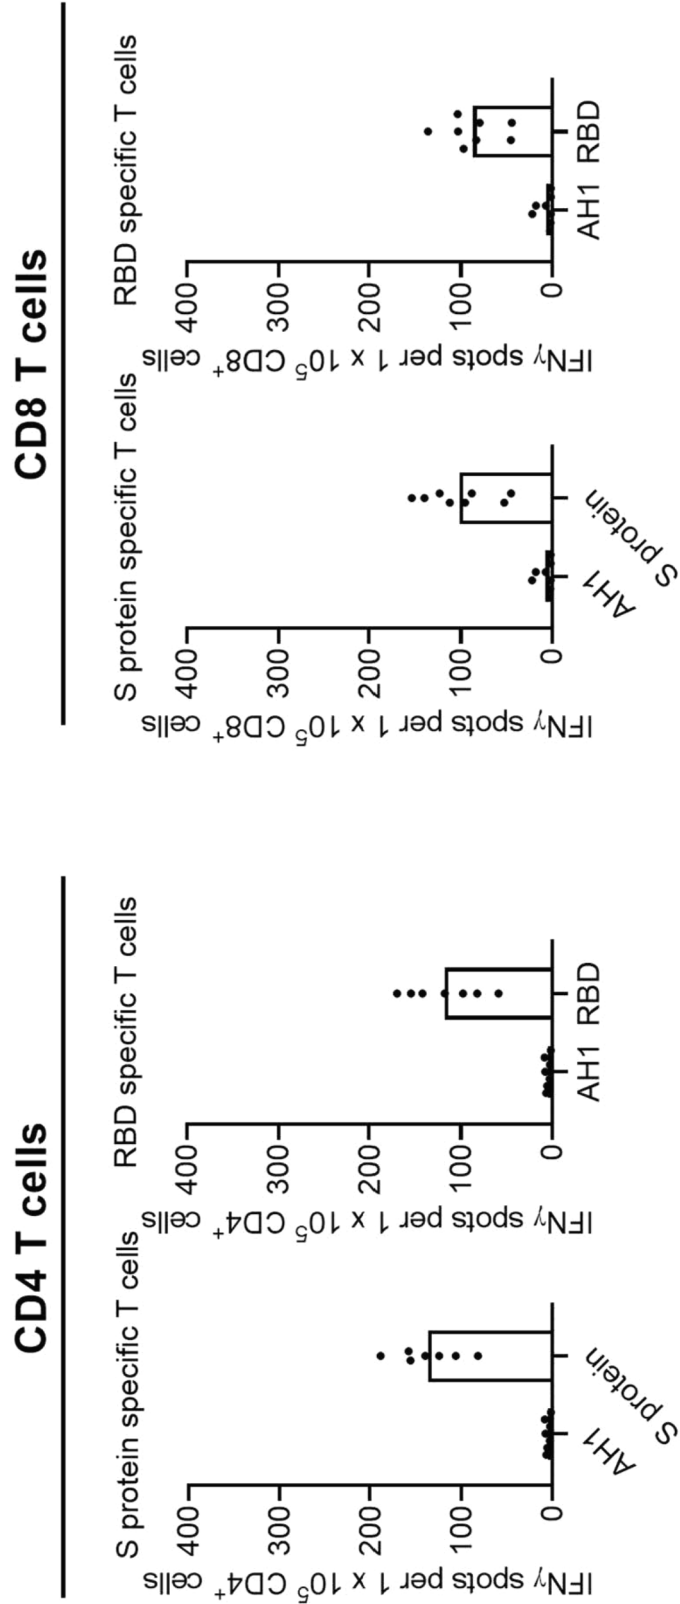 CD4 T cells
S protein specific T cells
IFNγ spots per 1 x 10⁵ CD4⁺ cells
400
300
200
100
0
AH1
S protein
RBD specific T cells
IFNγ spots per 1 x 10⁵ CD4⁺ cells
400
300
200
100
0
AH1 RBD
CD8 T cells
S protein specific T cells
IFNγ spots per 1 x 10⁵ CD8⁺ cells
400
300
200
100
0
AH1
S protein
RBD specific T cells
IFNγ spots per 1 x 10⁵ CD8⁺ cells
400
300
200
100
0
AH1 RBD